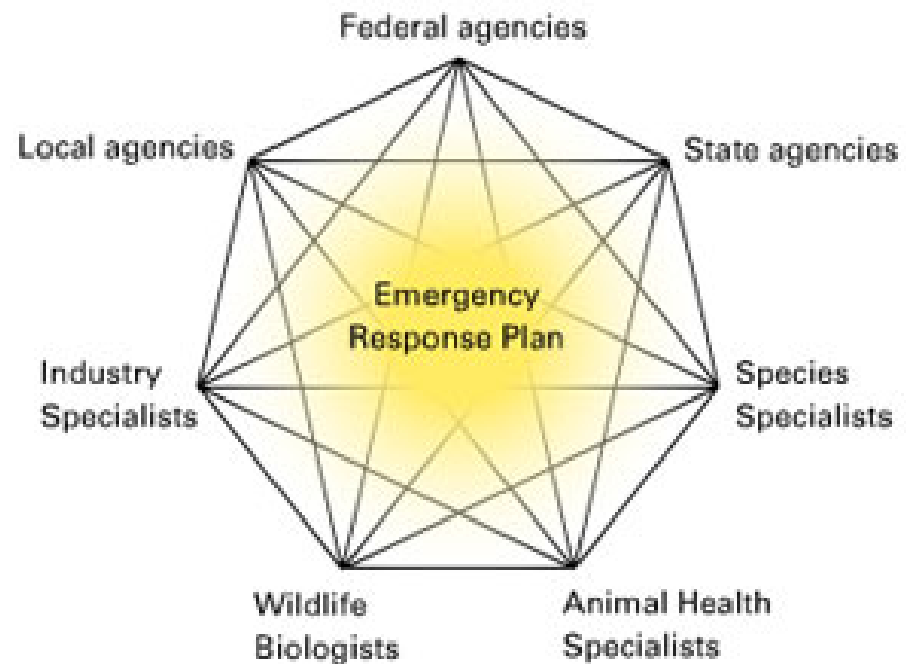 Federal agencies
Local agencies
State agencies
Emergency
Response Plan
Industry
Specialists
Species
Specialists
Wildlife
Biologists
Animal Health
Specialists